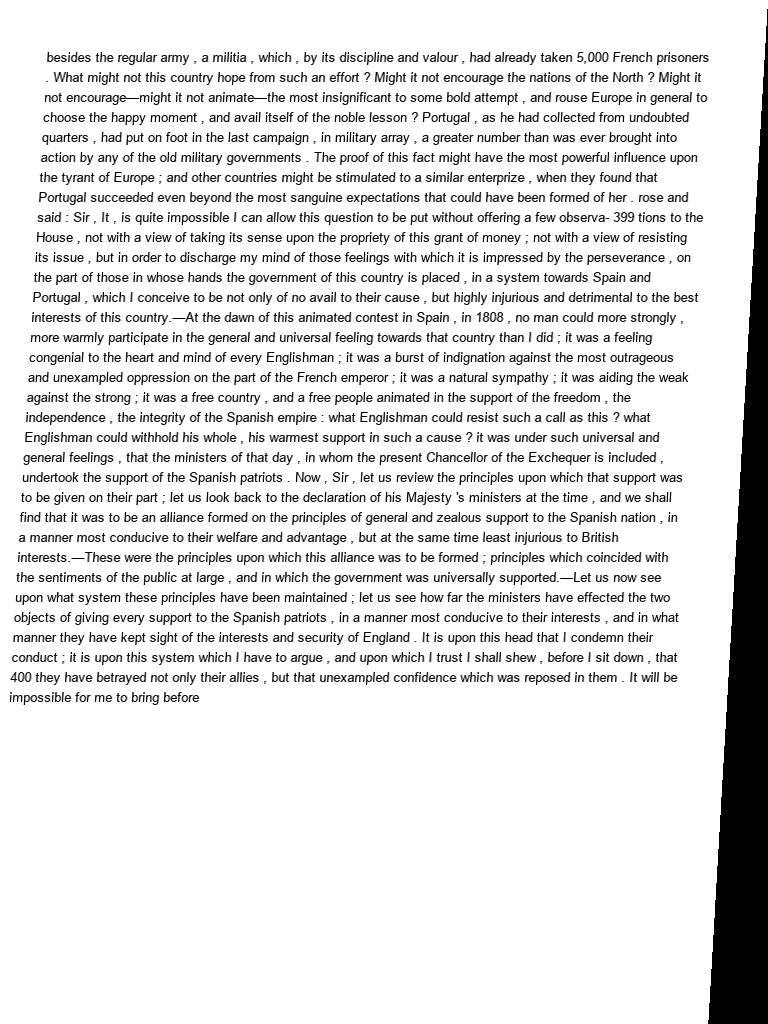 besides the regular army , a militia , which , by its discipline and valour , had already taken 5,000 French prisoners
. What might not this country hope from such an effort ? Might it not encourage the nations of the North ? Might it
not encourage—might it not animate—the most insignificant to some bold attempt , and rouse Europe in general to
choose the happy moment , and avail itself of the noble lesson ? Portugal , as he had collected from undoubted
quarters , had put on foot in the last campaign , in military array , a greater number than was ever brought into
action by any of the old military governments . The proof of this fact might have the most powerful influence upon
the tyrant of Europe ; and other countries might be stimulated to a similar enterprize , when they found that
Portugal succeeded even beyond the most sanguine expectations that could have been formed of her . rose and
said : Sir , It , is quite impossible I can allow this question to be put without offering a few observa- 399 tions to the
House , not with a view of taking its sense upon the propriety of this grant of money ; not with a view of resisting
its issue , but in order to discharge my mind of those feelings with which it is impressed by the perseverance , on
the part of those in whose hands the government of this country is placed , in a system towards Spain and
Portugal , which I conceive to be not only of no avail to their cause , but highly injurious and detrimental to the best
interests of this country.—At the dawn of this animated contest in Spain , in 1808 , no man could more strongly ,
more warmly participate in the general and universal feeling towards that country than I did ; it was a feeling
congenial to the heart and mind of every Englishman ; it was a burst of indignation against the most outrageous
and unexampled oppression on the part of the French emperor ; it was a natural sympathy ; it was aiding the weak
against the strong ; it was a free country , and a free people animated in the support of the freedom , the
independence , the integrity of the Spanish empire : what Englishman could resist such a call as this ? what
Englishman could withhold his whole , his warmest support in such a cause ? it was under such universal and
general feelings , that the ministers of that day , in whom the present Chancellor of the Exchequer is included ,
undertook the support of the Spanish patriots . Now , Sir , let us review the principles upon which that support was
to be given on their part ; let us look back to the declaration of his Majesty 's ministers at the time , and we shall
find that it was to be an alliance formed on the principles of general and zealous support to the Spanish nation , in
a manner most conducive to their welfare and advantage , but at the same time least injurious to British
interests.—These were the principles upon which this alliance was to be formed ; principles which coincided with
the sentiments of the public at large , and in which the government was universally supported.—Let us now see
upon what system these principles have been maintained ; let us see how far the ministers have effected the two
objects of giving every support to the Spanish patriots , in a manner most conducive to their interests , and in what
manner they have kept sight of the interests and security of England . It is upon this head that I condemn their
conduct ; it is upon this system which I have to argue , and upon which I trust I shall shew , before I sit down , that
400 they have betrayed not only their allies , but that unexampled confidence which was reposed in them . It will be
impossible for me to bring before